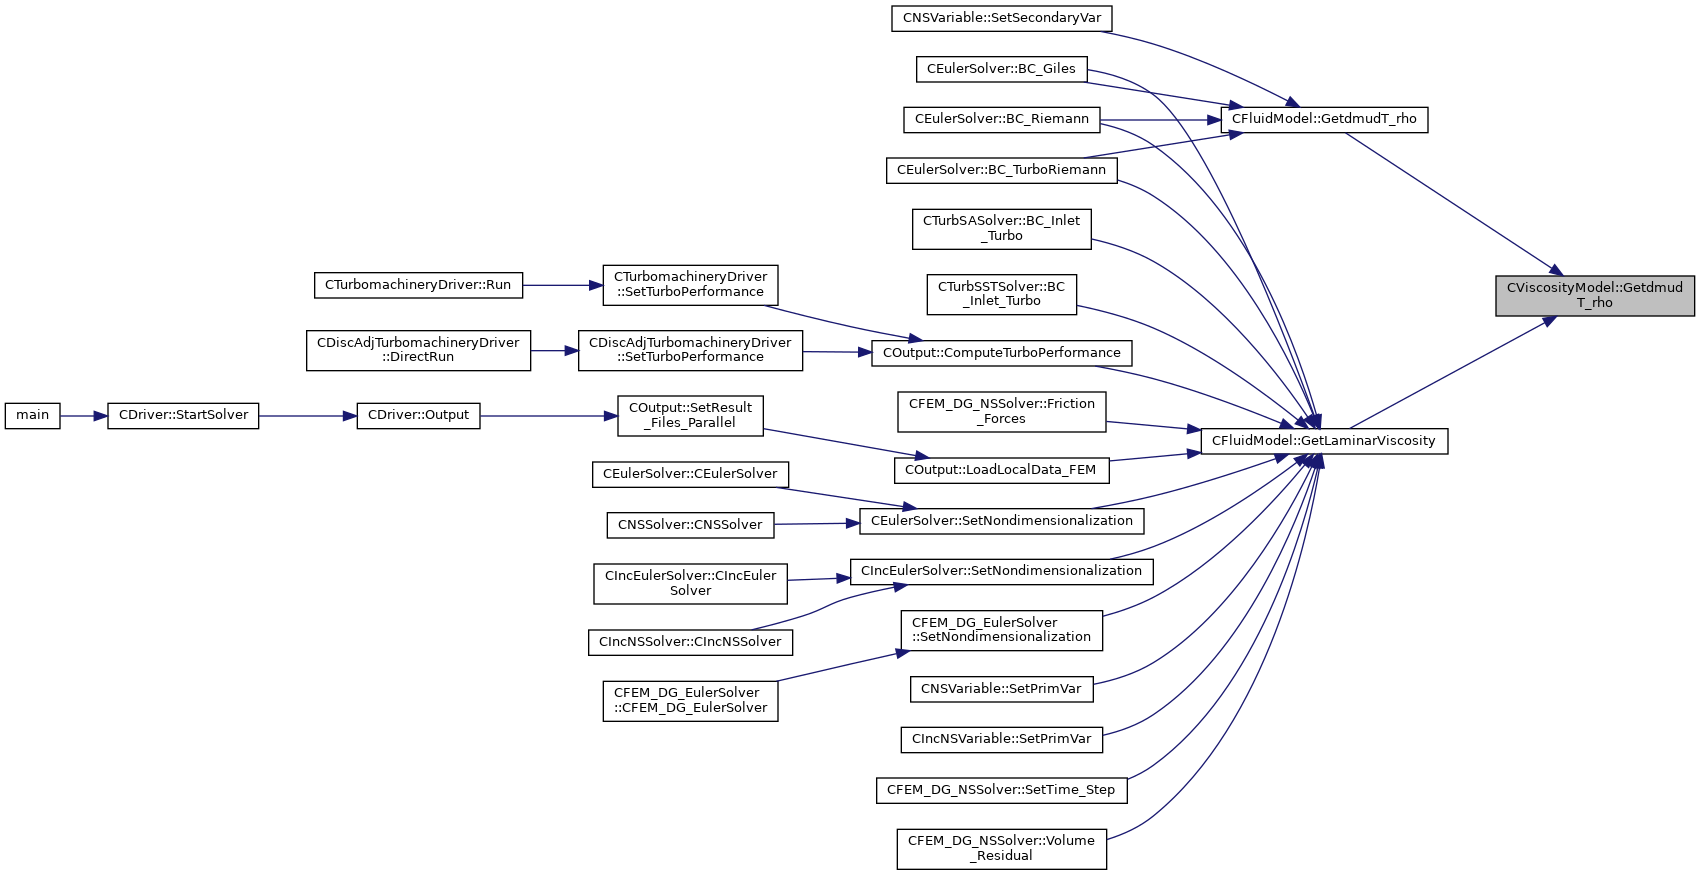 CNSVariable::SetSecondaryVar
CEulerSolver::BC_Giles
CFluidModel::GetdmudT_rho
CEulerSolver::BC_Riemann
CEulerSolver::BC_TurboRiemann
CTurbSASolver::BC_Inlet
_Turbo
CTurbomachineryDriver::Run
CTurbomachineryDriver
::SetTurboPerformance
CTurbSSTSolver::BC
_Inlet_Turbo
CViscosityModel::Getdmud
T_rho
CDiscAdjTurbomachineryDriver
::DirectRun
CDiscAdjTurbomachineryDriver
::SetTurboPerformance
COutput::ComputeTurboPerformance
main
CDriver::StartSolver
CDriver::Output
COutput::SetResult
_Files_Parallel
CFEM_DG_NSSolver::Friction
_Forces
CFluidModel::GetLaminarViscosity
COutput::LoadLocalData_FEM
CEulerSolver::CEulerSolver
CNSSolver::CNSSolver
CEulerSolver::SetNondimensionalization
CIncEulerSolver::CIncEuler
Solver
CIncEulerSolver::SetNondimensionalization
CIncNSSolver::CIncNSSolver
CFEM_DG_EulerSolver
::SetNondimensionalization
CFEM_DG_EulerSolver
::CFEM_DG_EulerSolver
CNSVariable::SetPrimVar
CIncNSVariable::SetPrimVar
CFEM_DG_NSSolver::SetTime_Step
CFEM_DG_NSSolver::Volume
_Residual